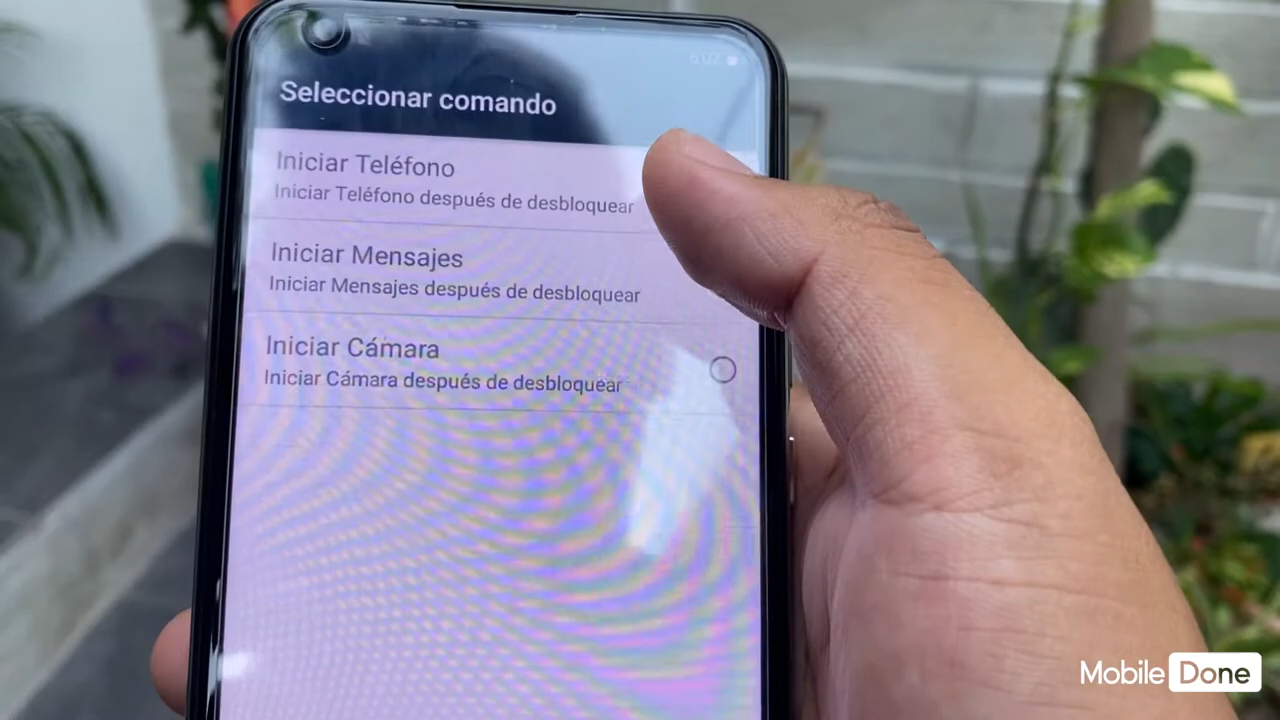 Seleccionar comando
Iniciar Teléfono
Iniciar Teléfono después de desbloquear
Iniciar Mensajes
Iniciar Mensajes después de desbloquear
Iniciar Cámara
Iniciar Cámara después de desbloquear
Mobile Done